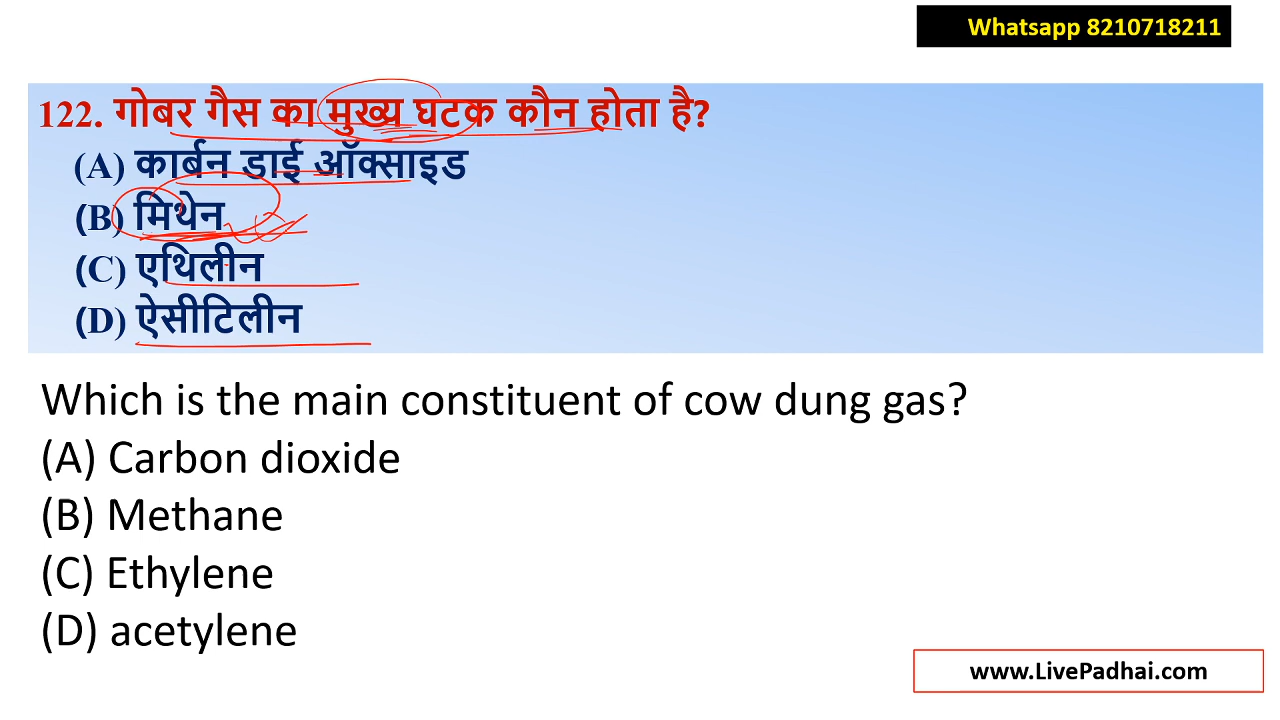 Whatsapp 8210718211
122. गोबर गैस का मुख्य घटक कौन होता है?
(A) कार्बन डाई ऑक्साइड
(B) मिथेन
(C) एथिलीन
(D) ऐसीटिलीन
Which is the main constituent of cow dung gas?
(A) Carbon dioxide
(B) Methane
(C) Ethylene
(D) acetylene
www.LivePadhai.com